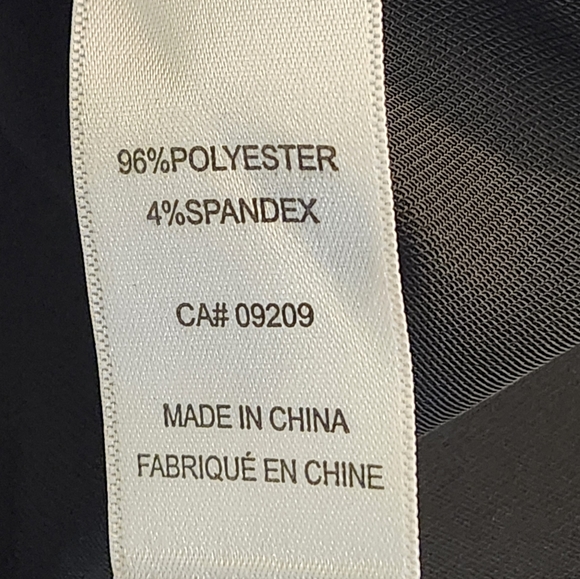 96%POLYESTER
4%SPANDEX
CA# 09209
MADE IN CHINA
FABRIQUÉ EN CHINE